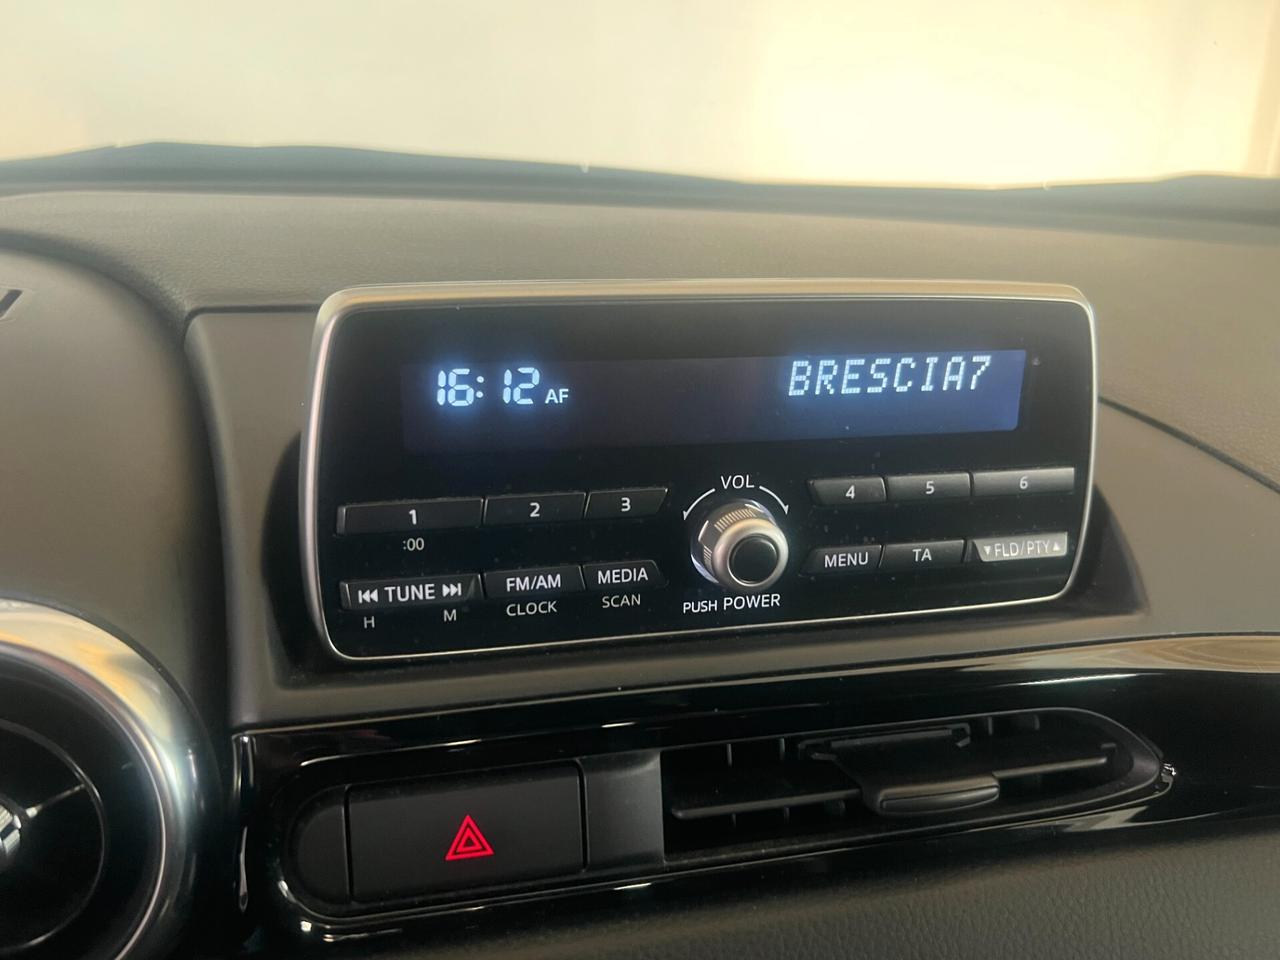 16:12 AF BRESCIA7
VOL
1 2 3 4 5 6
:00
⏮ TUNE ⏭ FM/AM MEDIA MENU TA ▼FLD/PTY▲
H M CLOCK SCAN PUSH POWER